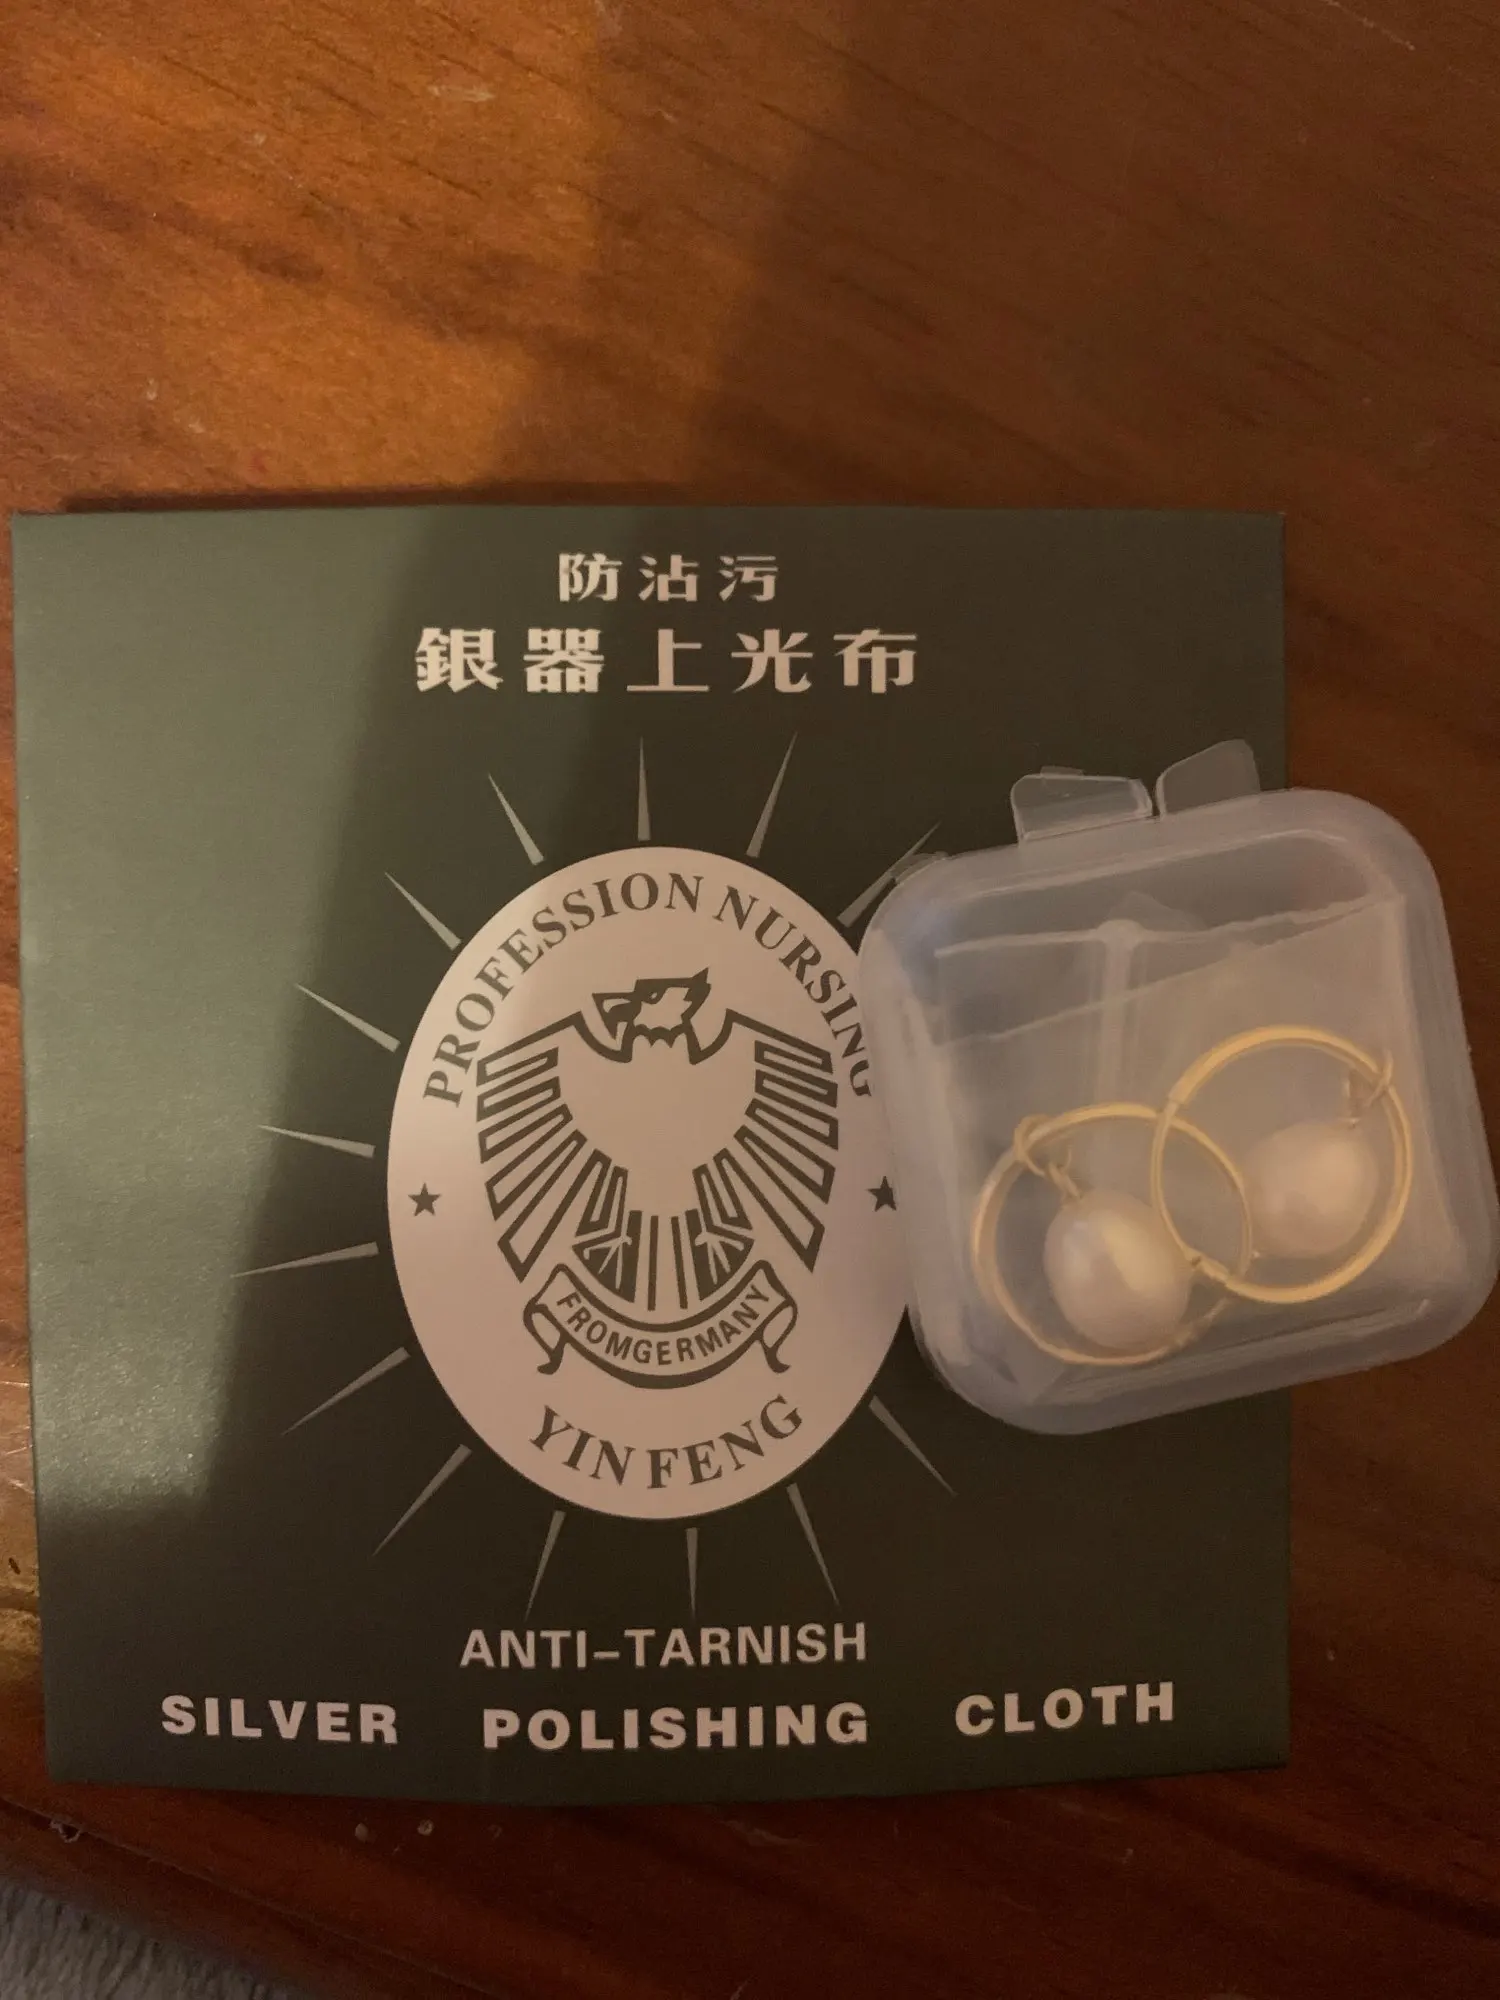 防沾污
銀器上光布
PROFESSION NURSING
FROMGERMANY
YIN FENG
ANTI-TARNISH
SILVER POLISHING CLOTH